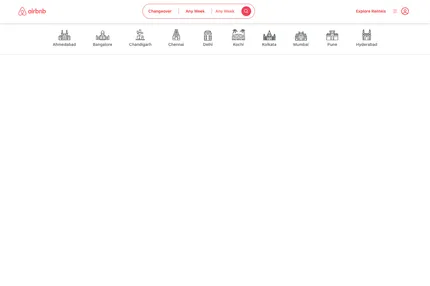 airbnb
Changeover Any Week Any Week Explore Rentals
Ahmedabad Bangalore Chandigarh Chennai Delhi Kochi Kolkata Mumbai Pune Hyderabad